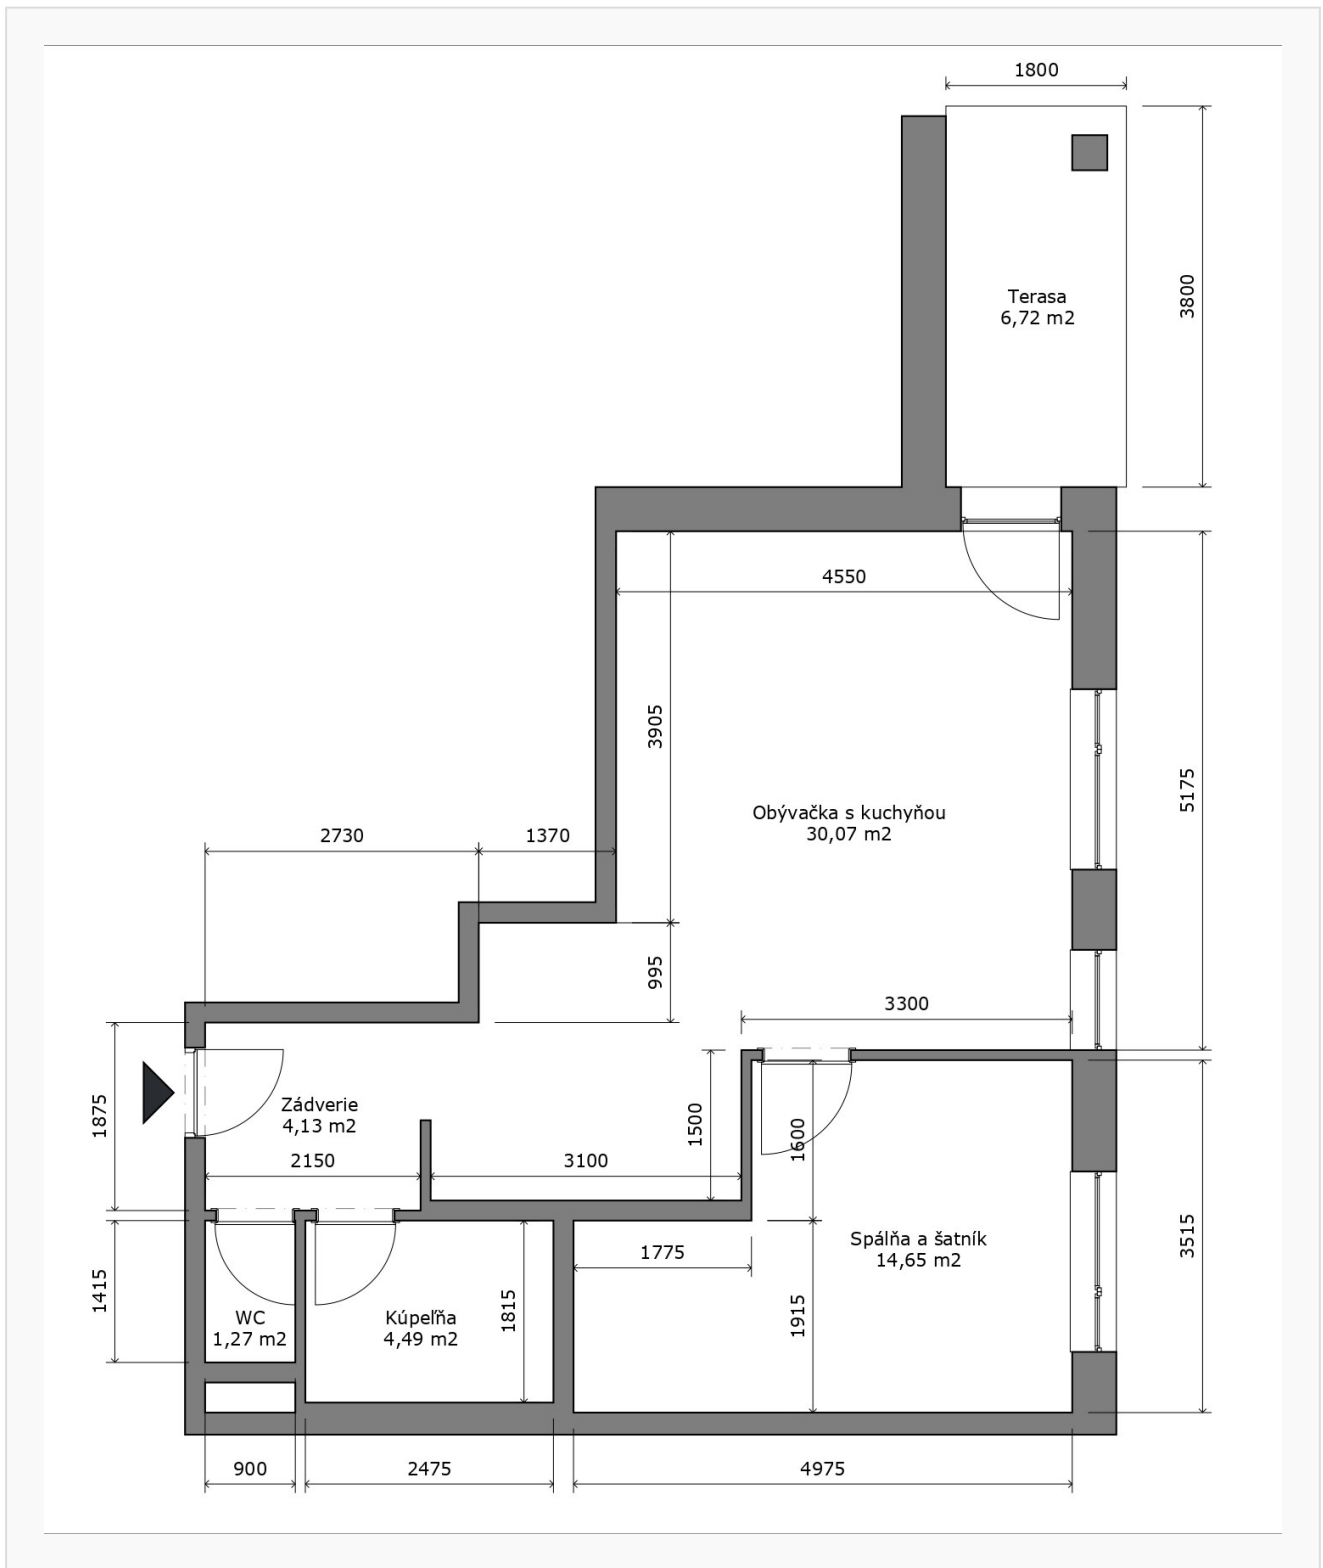 1800
Terasa
6,72 m2
3800
4550
3905
5175
Obývačka s kuchyňou
30,07 m2
2730
1370
995
3300
1875
Zádverie
4,13 m2
1500
1600
2150
3100
Spálňa a šatník
14,65 m2
3515
1775
1415
WC
1,27 m2
Kúpeľňa
4,49 m2
1815
1915
900
2475
4975